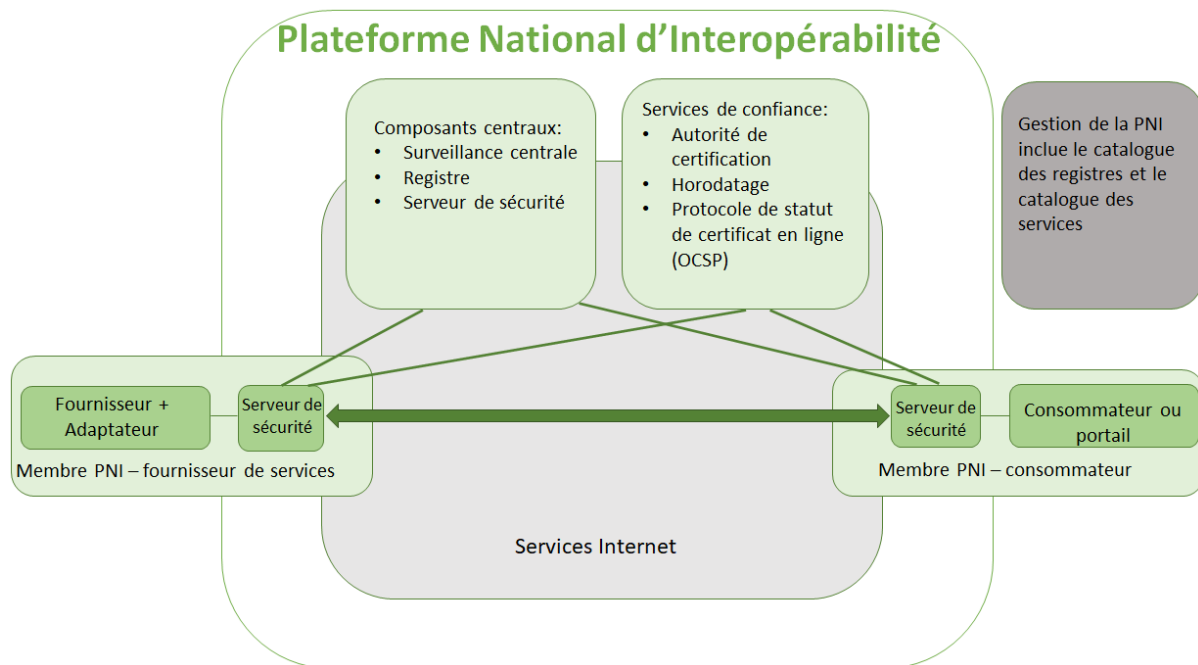 Plateforme National d'Interopérabilité
Composants centraux:
• Surveillance centrale
• Registre
• Serveur de sécurité
Services de confiance:
• Autorité de
certification
• Horodatage
• Protocole de statut
de certificat en ligne
(OCSP)
Gestion de la PNI
inclue le catalogue
des registres et le
catalogue des
services
Fournisseur +
Adaptateur
Serveur de
sécurité
Membre PNI – fournisseur de services
Serveur de
sécurité
Consommateur ou
portail
Membre PNI – consommateur
Services Internet